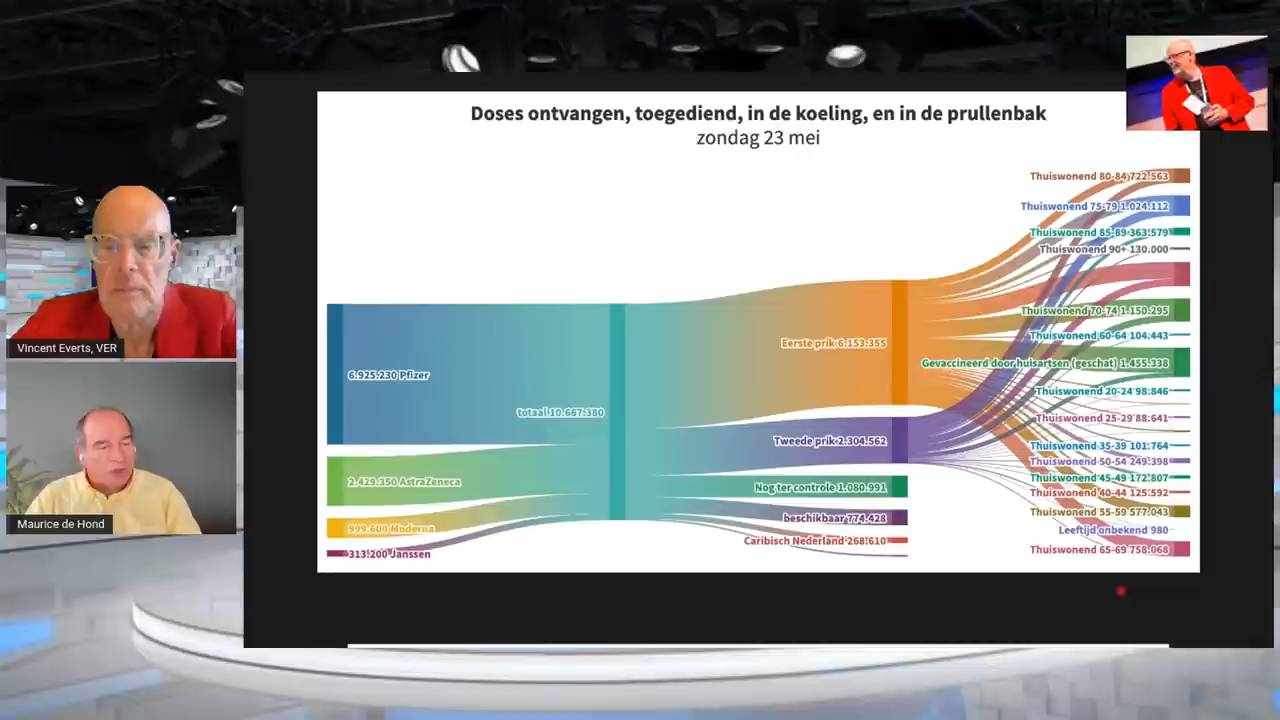 Doses ontvangen, toegediend, in de koeling, en in de prullenbak
zondag 23 mei
Thuiswonend 80-84 722.563
Thuiswonend 75-79 1.024.112
Thuiswonend 85-89 363.579
Thuiswonend 90+ 130.000
Thuiswonend 70-74 1.150.295
Thuiswonend 60-64 104.443
Gevaccineerd door huisartsen (geschat) 1.455.338
Thuiswonend 20-24 98.846
Thuiswonend 25-29 88.641
Thuiswonend 35-39 101.764
Thuiswonend 50-54 249.398
Thuiswonend 45-49 172.807
Thuiswonend 40-44 125.592
Thuiswonend 55-59 577.043
Leeftijd onbekend 980
Thuiswonend 65-69 758.068
Eerste prik 6.153.355
Tweede prik 2.304.562
Nog ter controle 1.080.991
beschikbaar 774.428
Caribisch Nederland 268.610
totaal 10.667.380
6.925.230 Pfizer
2.429.350 AstraZeneca
999.600 Moderna
313.200 Janssen
Vincent Everts, VER
Maurice de Hond